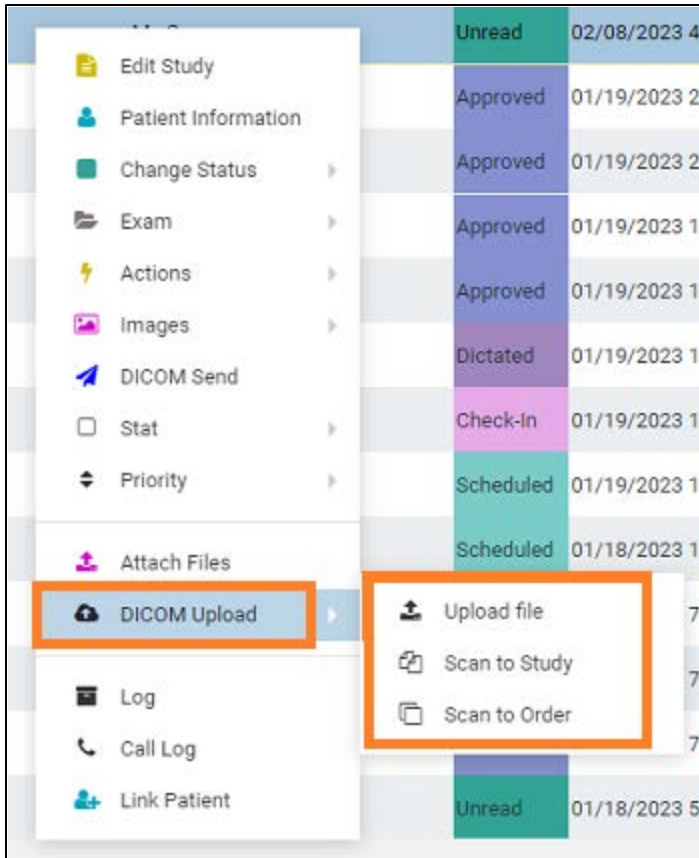 Unread 02/08/2023 4
Edit Study
Approved 01/19/2023 2
Patient Information
Approved 01/19/2023 2
Change Status
Exam
Approved 01/19/2023 1
Actions
Approved 01/19/2023 1
Images
Dictated 01/19/2023 1
DICOM Send
Stat
Check-In 01/19/2023 1
Priority
Scheduled 01/19/2023 1
Attach Files
Scheduled 01/18/2023 1
DICOM Upload
Upload file
7
Scan to Study
7
Log
Scan to Order
7
Call Log
Link Patient
Unread 01/18/2023 5